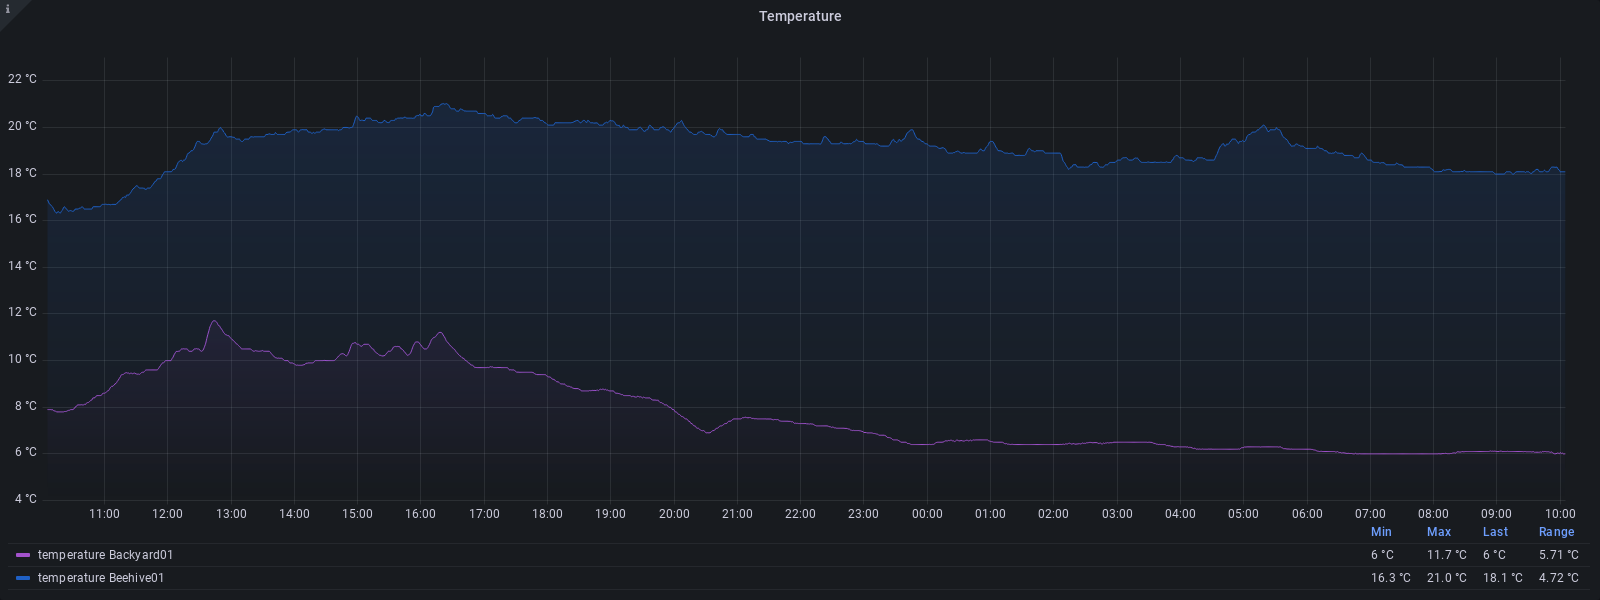 i
Temperature
22 °C
20 °C
18 °C
16 °C
14 °C
12 °C
10 °C
8 °C
6 °C
4 °C
11:00 12:00 13:00 14:00 15:00 16:00 17:00 18:00 19:00 20:00 21:00 22:00 23:00 00:00 01:00 02:00 03:00 04:00 05:00 06:00 07:00 08:00 09:00 10:00
Min Max Last Range
temperature Backyard01 6 °C 11.7 °C 6 °C 5.71 °C
temperature Beehive01 16.3 °C 21.0 °C 18.1 °C 4.72 °C